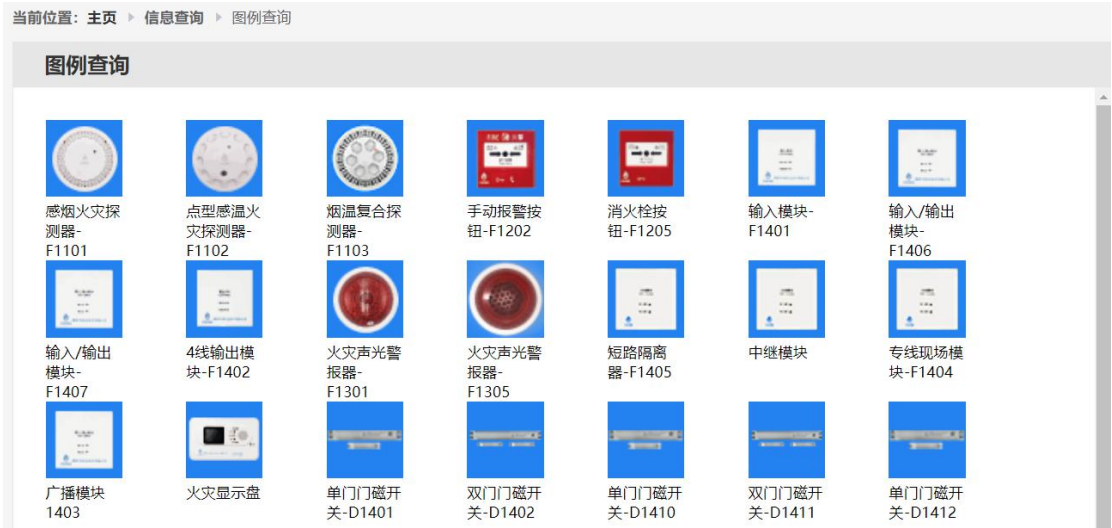 当前位置：主页 ▸ 信息查询 ▸ 图例查询
图例查询
感烟火灾探
测器-
F1101
点型感温火
灾探测器-
F1102
烟温复合探
测器-
F1103
手动报警按
钮-F1202
消火栓按
钮-F1205
输入模块-
F1401
输入/输出
模块-
F1406
输入/输出
模块-
F1407
4线输出模
块-F1402
火灾声光警
报器-
F1301
火灾声光警
报器-
F1305
短路隔离
器-F1405
中继模块
专线现场模
块-F1404
广播模块
1403
火灾显示盘
单门门磁开
关-D1401
双门门磁开
关-D1402
单门门磁开
关-D1410
双门门磁开
关-D1411
单门门磁开
关-D1412